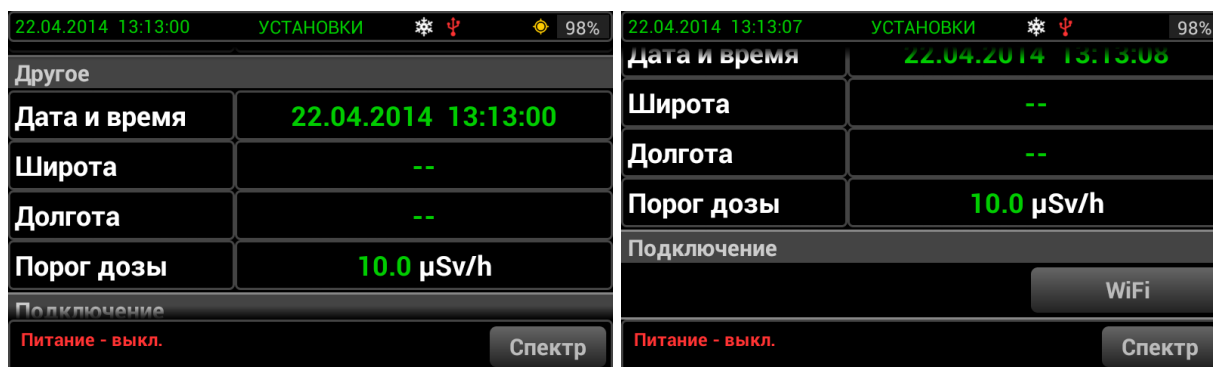 22.04.2014 13:13:00 УСТАНОВКИ 98%
Другое
Дата и время 22.04.2014 13:13:00
Широта --
Долгота --
Порог дозы 10.0 µSv/h
Подключение
Питание - выкл. Спектр
22.04.2014 13:13:07 УСТАНОВКИ 98%
Дата и время 22.04.2014 13:13:08
Широта --
Долгота --
Порог дозы 10.0 µSv/h
Подключение
WiFi
Питание - выкл. Спектр